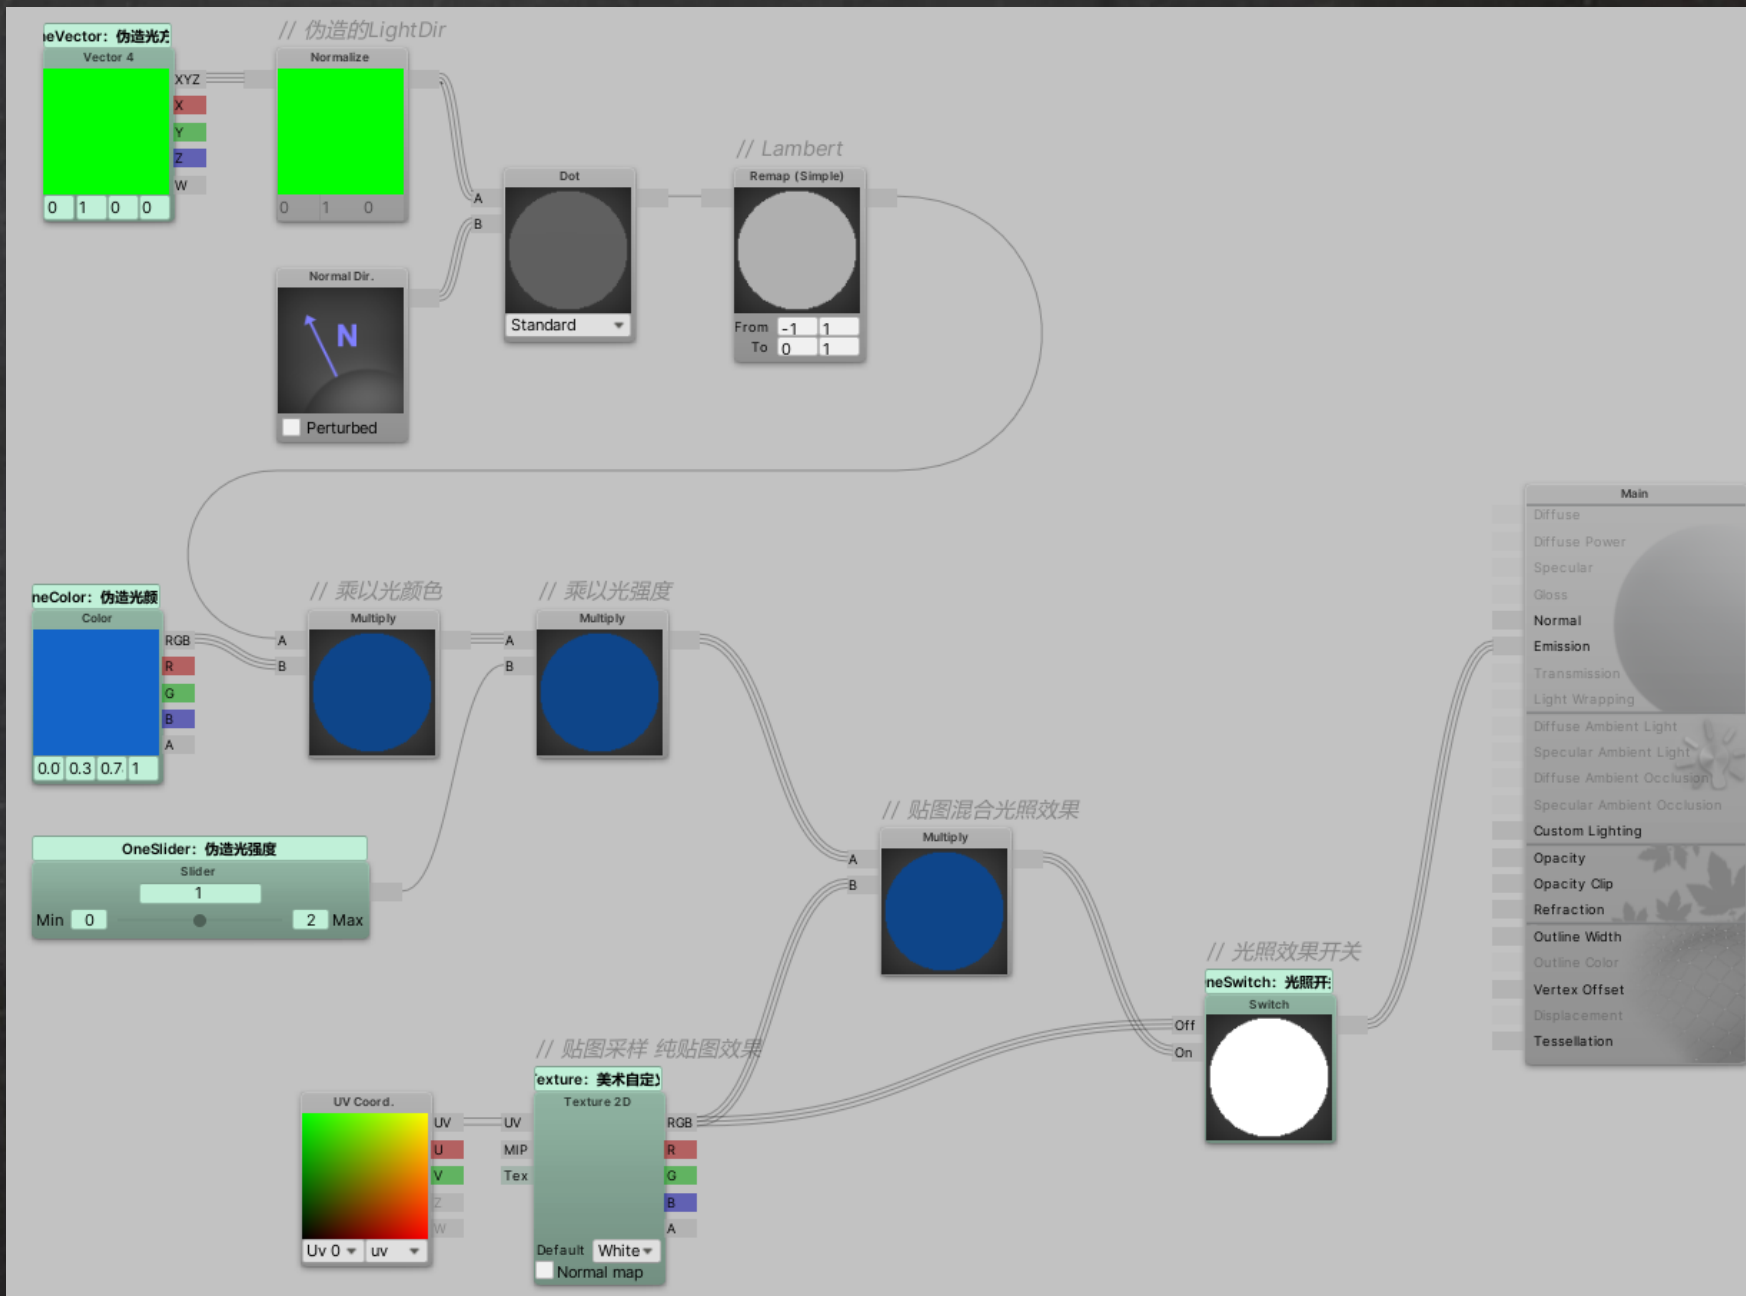 // 伪造的LightDir
eVector: 伪造光方
Vector 4
Normalize
XYZ
X
Y
Z
W
0 1 0 0
0 1 0
// Lambert
Dot
Remap (Simple)
A
B
Standard
From -1 1
To 0 1
Normal Dir.
N
Perturbed
Main
Diffuse
Diffuse Power
Specular
Gloss
Normal
Emission
Transmission
Light Wrapping
Diffuse Ambient Light
Specular Ambient Light
Diffuse Ambient Occlusion
Specular Ambient Occlusion
Custom Lighting
Opacity
Opacity Clip
Refraction
Outline Width
Outline Color
Vertex Offset
Displacement
Tessellation
// 乘以光颜色
// 乘以光强度
neColor: 伪造光颜
Color
Multiply
Multiply
RGB
R
G
B
A
A
B
A
B
0.0 0.3 0.7 1
OneSlider: 伪造光强度
Slider
1
Min 0 2 Max
// 贴图混合光照效果
Multiply
A
B
// 光照效果开关
neSwitch: 光照开
Switch
Off
On
// 贴图采样 纯贴图效果
exture: 美术自定
Texture 2D
UV Coord.
UV
U
V
Z
W
UV
MIP
Tex
RGB
R
G
B
A
Uv 0 uv
Default White
Normal map